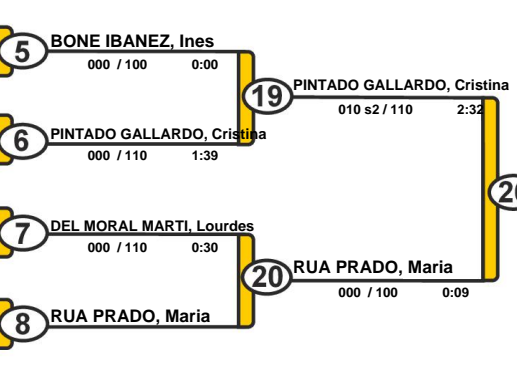 5 BONE IBANEZ, Ines
000 / 100 0:00
19 PINTADO GALLARDO, Cristina
010 s2 / 110 2:32
6 PINTADO GALLARDO, Cristina
000 / 110 1:39
7 DEL MORAL MARTI, Lourdes
000 / 110 0:30
20 RUA PRADO, Maria
000 / 100 0:09
8 RUA PRADO, Maria